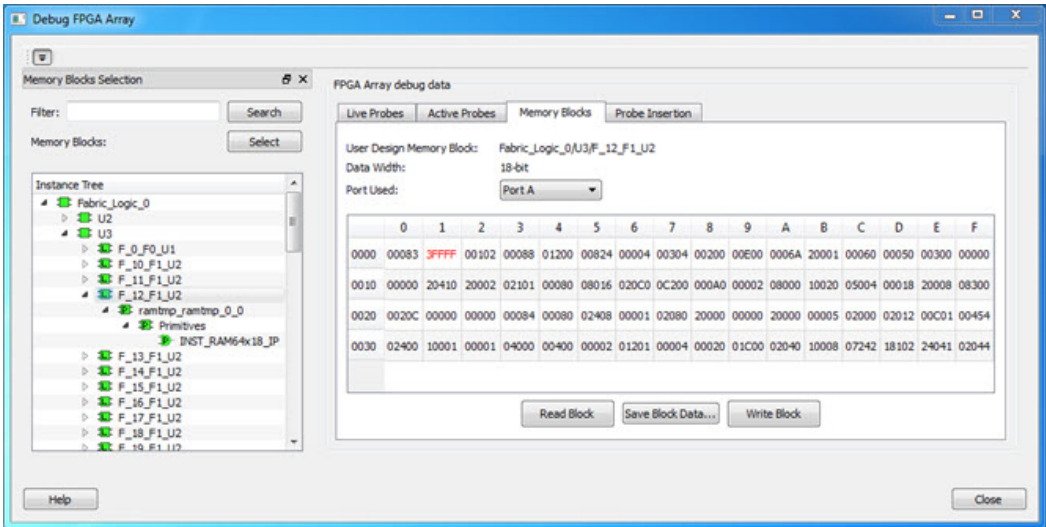 Debug FPGA Array
Memory Blocks Selection
Filter:
Search
Memory Blocks:
Select
Instance Tree
Fabric_Logic_0
U2
U3
F_0_F0_U1
F_10_F1_U2
F_11_F1_U2
F_12_F1_U2
ramtmp_ramtmp_0_0
Primitives
INST_RAM64x18_IP
F_13_F1_U2
F_14_F1_U2
F_15_F1_U2
F_16_F1_U2
F_17_F1_U2
F_18_F1_U2
F_19_F1_U2
FPGA Array debug data
Live Probes Active Probes Memory Blocks Probe Insertion
User Design Memory Block: Fabric_Logic_0/U3/F_12_F1_U2
Data Width: 18-bit
Port Used: Port A
0 1 2 3 4 5 6 7 8 9 A B C D E F
0000 00083 3FFFF 00102 00088 01200 00824 00004 00304 00200 00E00 0006A 20001 00060 00050 00300 00000
0010 00000 20410 20002 02101 00080 08016 020C0 0C200 000A0 00002 08000 10020 05004 00018 20008 08300
0020 0020C 00000 00000 00084 00080 02408 00001 02080 20000 00000 20000 00005 02000 02012 00C01 00454
0030 02400 10001 00001 04000 00400 00002 01201 00004 00020 01C00 02040 10008 07242 18102 24041 02044
Read Block Save Block Data... Write Block
Help
Close